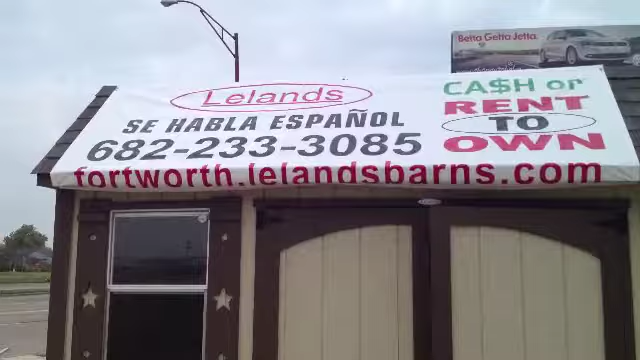 Betta Getta Jetta.
Lelands
SE HABLA ESPAÑOL
682-233-3085
CA$H or
RENT
TO
OWN
fortworth.lelandsbarns.com